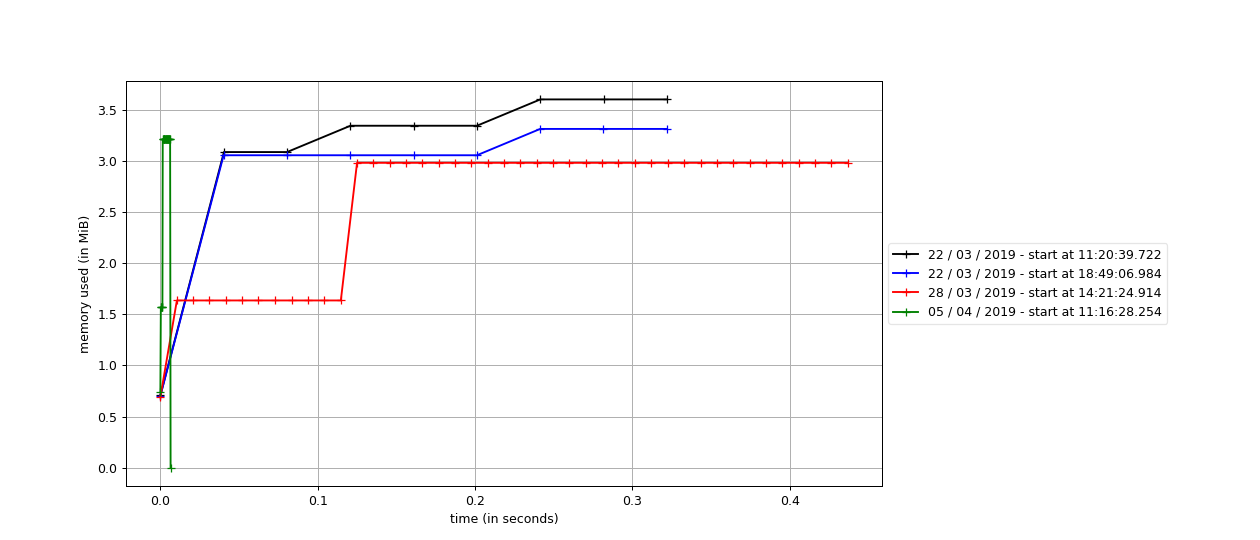 3.5
3.0
2.5
2.0
1.5
1.0
0.5
0.0
memory used (in MiB)
0.0 0.1 0.2 0.3 0.4
time (in seconds)
22 / 03 / 2019 - start at 11:20:39.722
22 / 03 / 2019 - start at 18:49:06.984
28 / 03 / 2019 - start at 14:21:24.914
05 / 04 / 2019 - start at 11:16:28.254